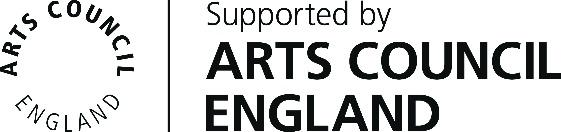 ARTS COUNCIL
ENGLAND
Supported by
ARTS COUNCIL
ENGLAND